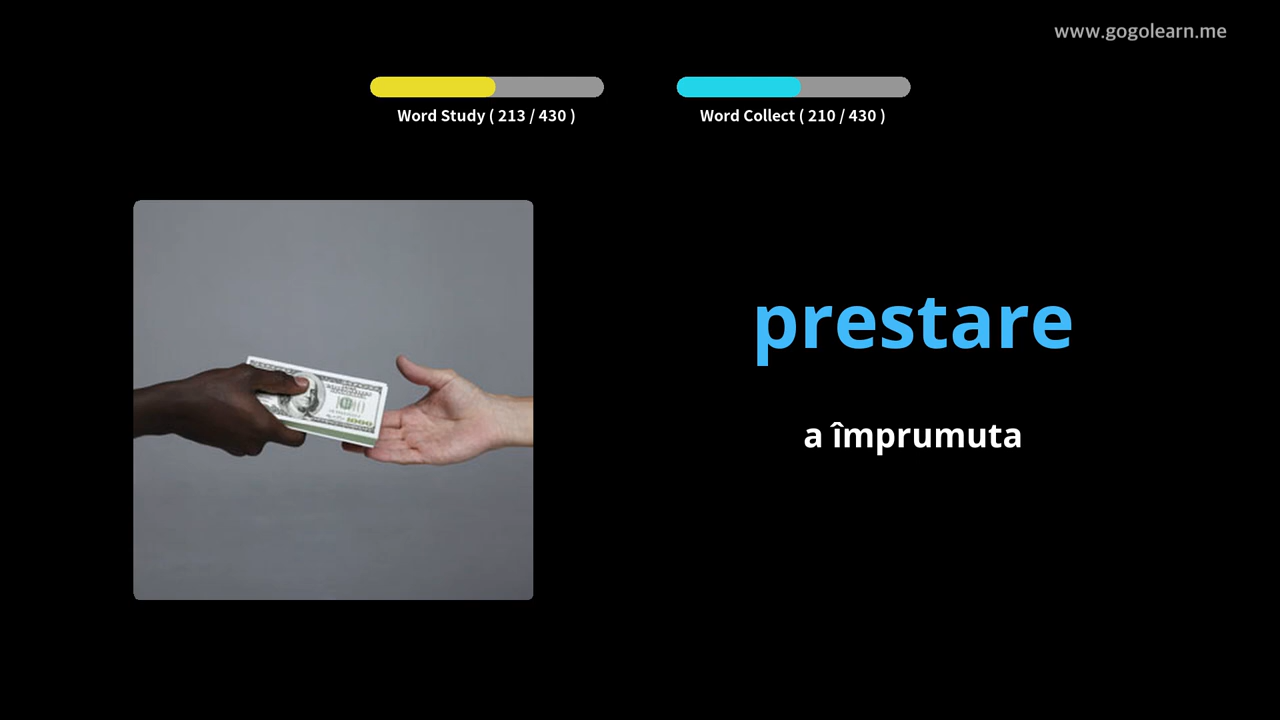 www.gogolearn.me
Word Study ( 213 / 430 )
Word Collect ( 210 / 430 )
prestare
a împrumuta